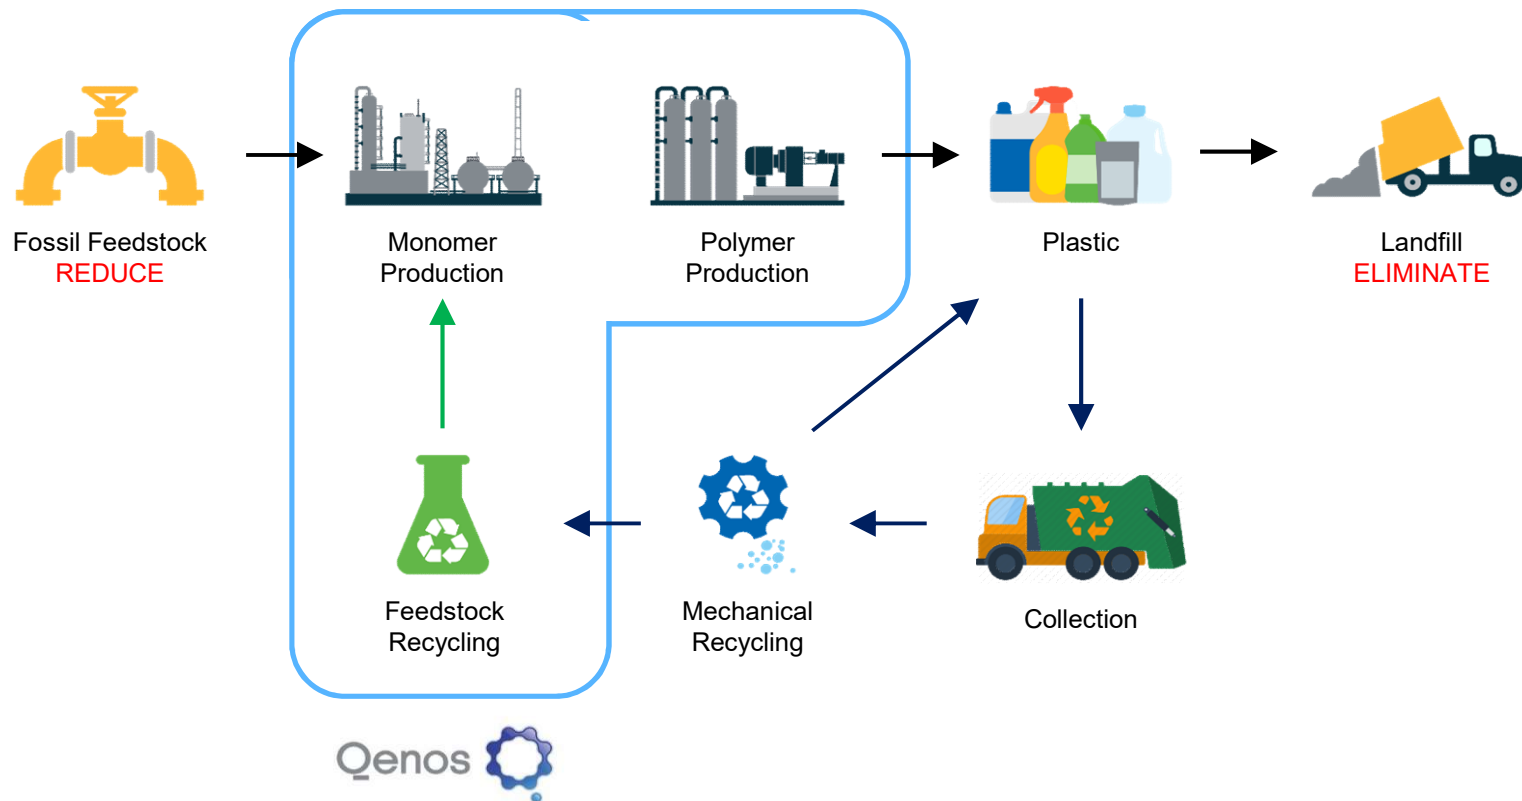 Fossil Feedstock
REDUCE
Monomer
Production
Polymer
Production
Plastic
Landfill
ELIMINATE
Feedstock
Recycling
Mechanical
Recycling
Collection
Qenos